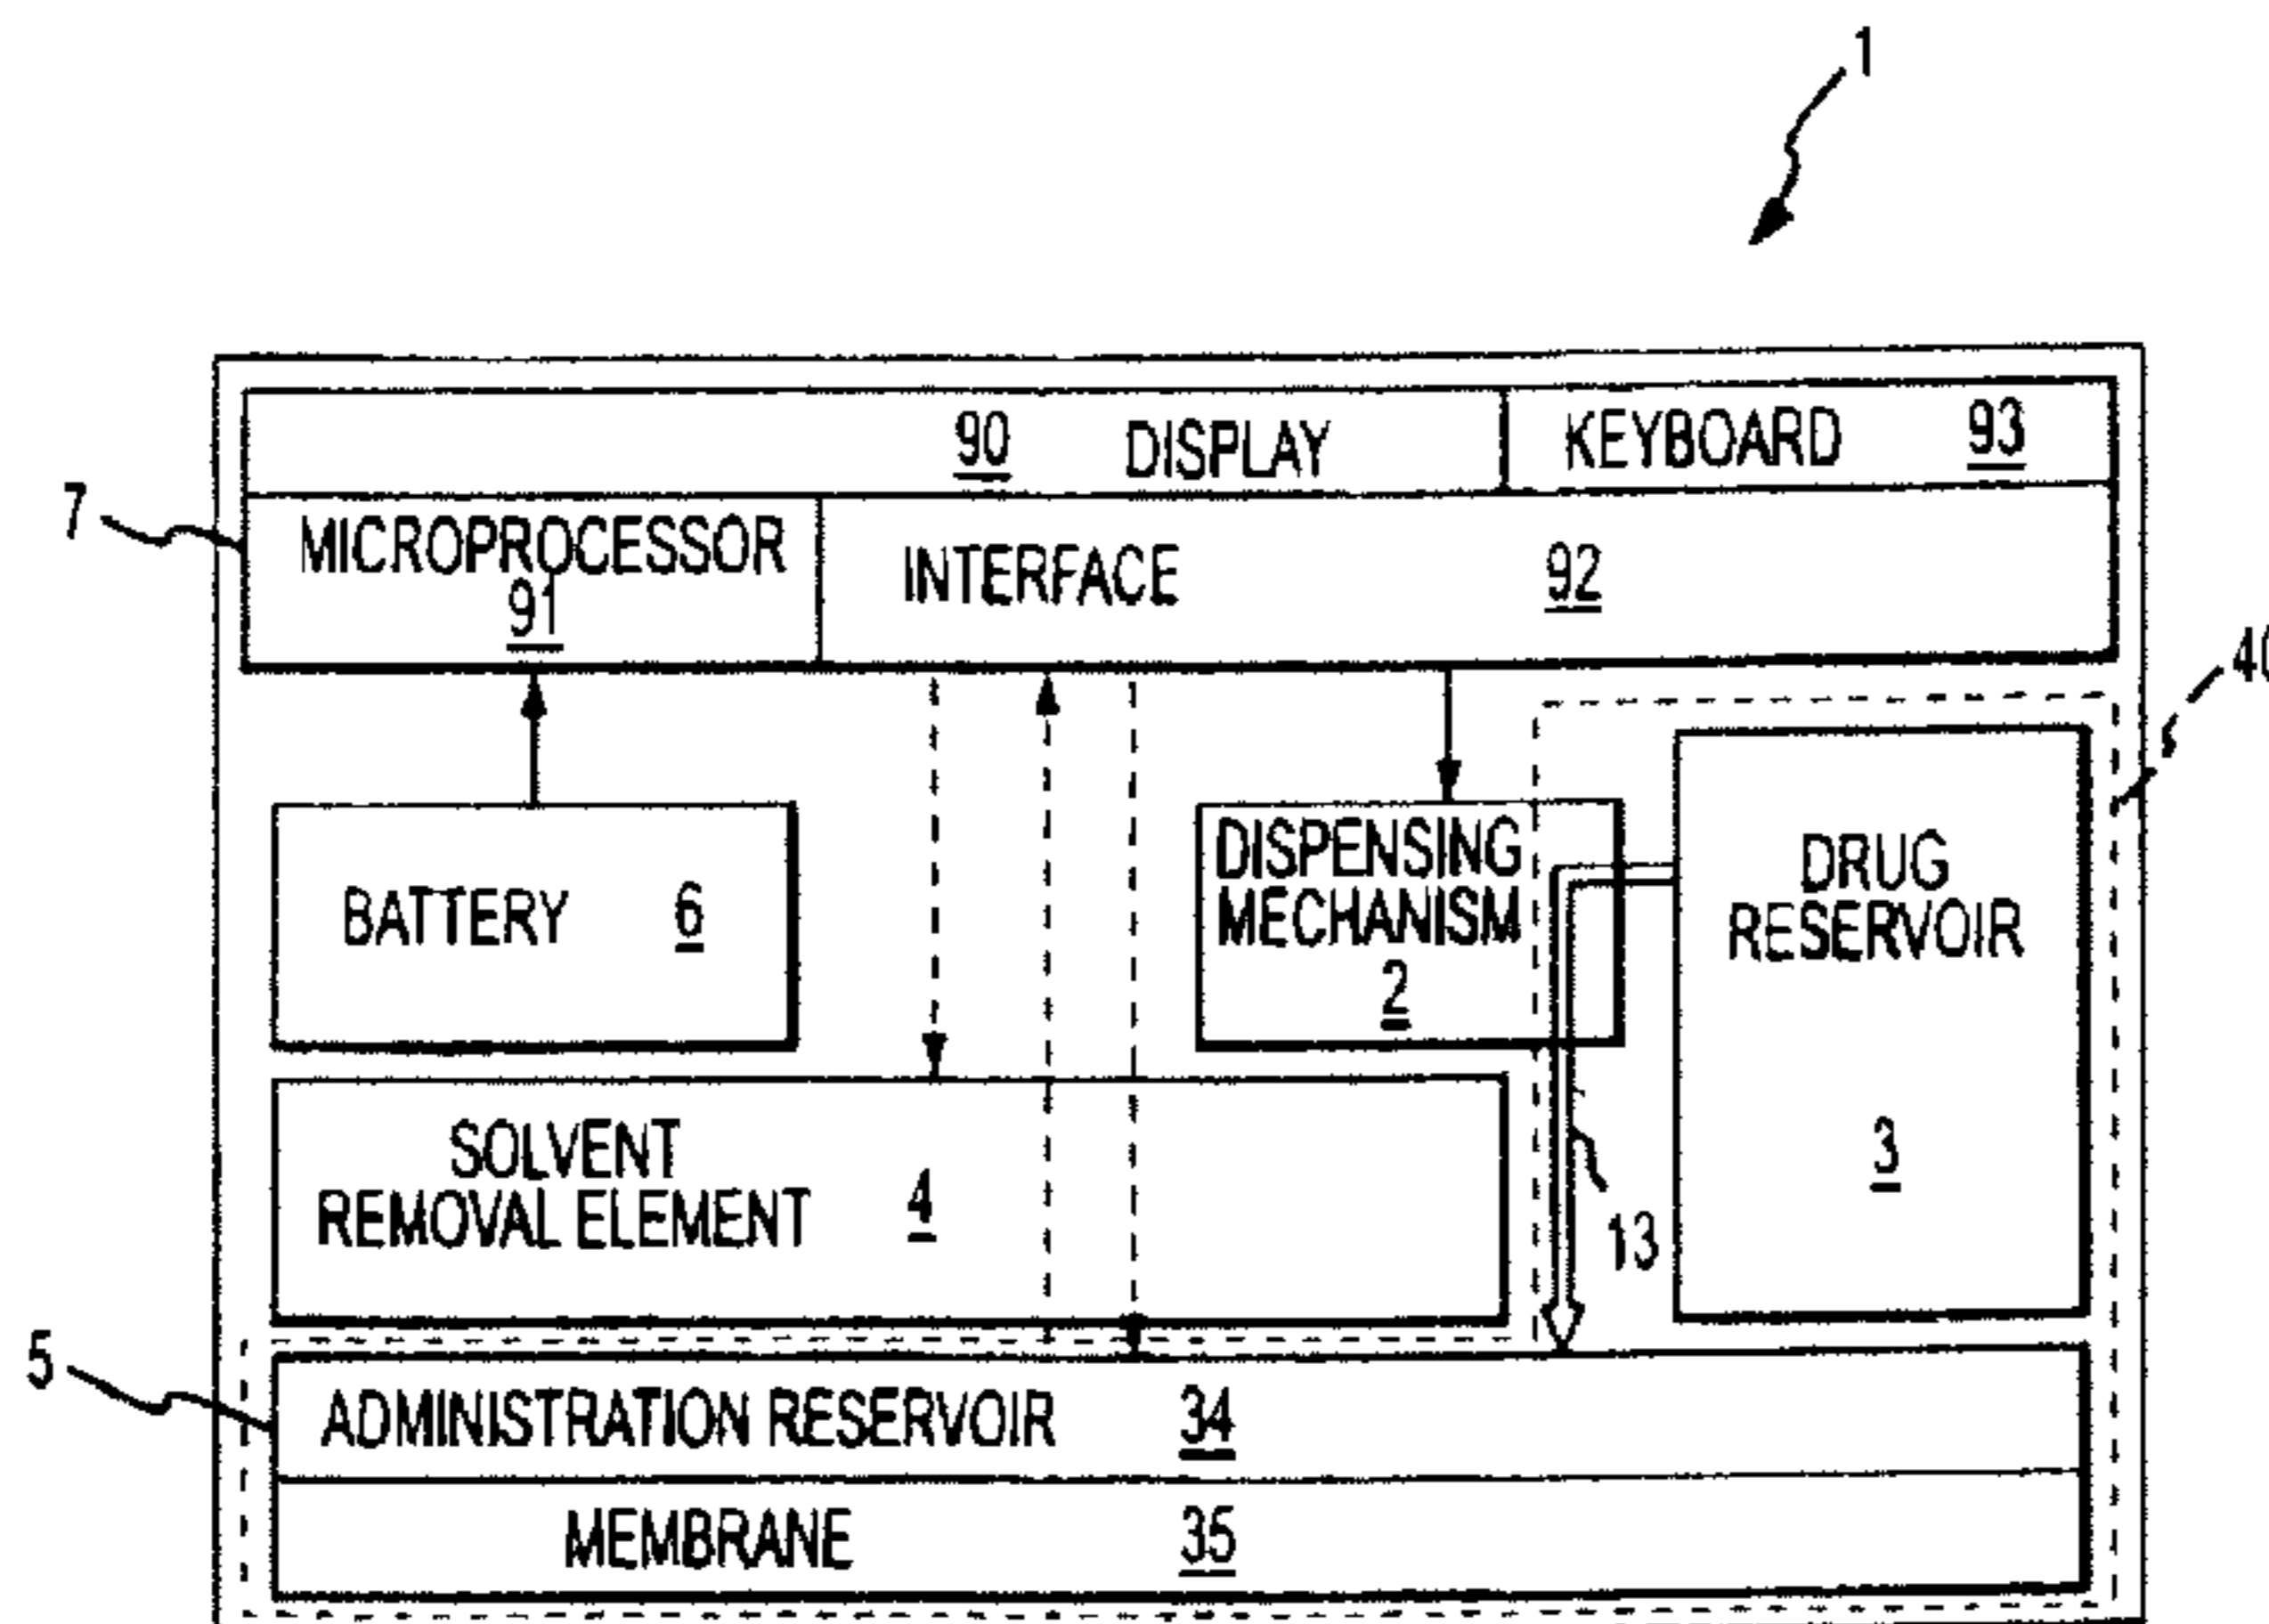 1
90 DISPLAY KEYBOARD 93
7
MICROPROCESSOR
91
INTERFACE 92
40
BATTERY 6
DISPENSING
MECHANISM
2
DRUG
RESERVOIR
3
SOLVENT
REMOVAL ELEMENT 4
13
5
ADMINISTRATION RESERVOIR 34
MEMBRANE 35